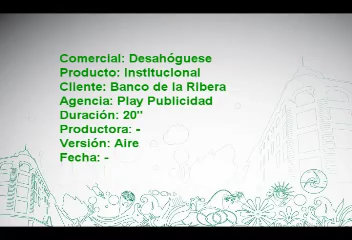 Comercial: Desahóguese
Producto: Institucional
Cliente: Banco de la Ribera
Agencia: Play Publicidad
Duración: 20"
Productora: -
Versión: Aire
Fecha: -